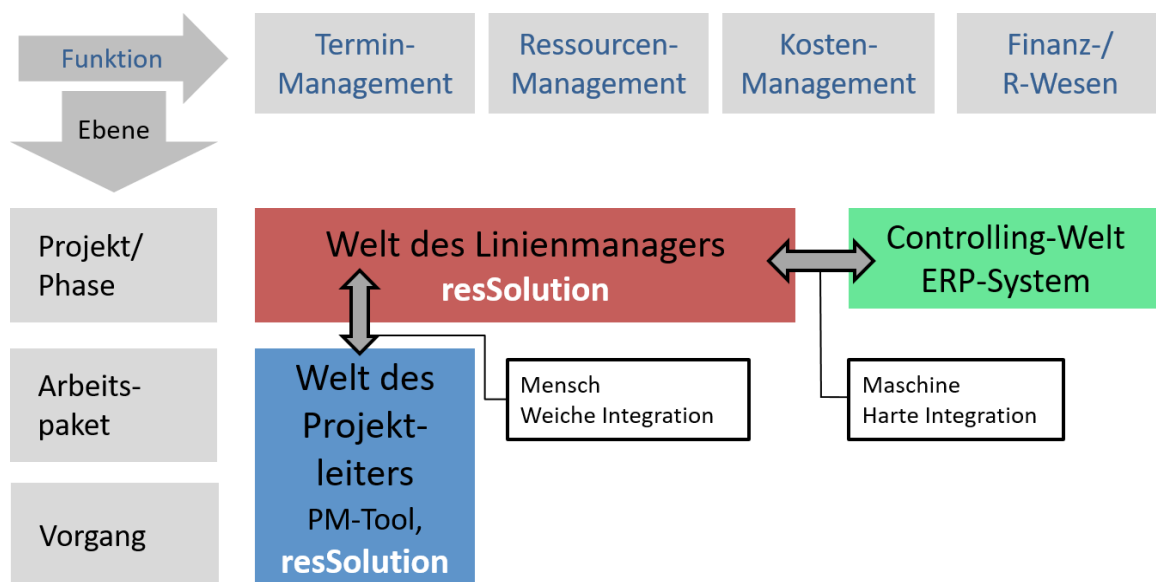 Funktion
Termin-
Management
Ressourcen-
Management
Kosten-
Management
Finanz-/
R-Wesen
Ebene
Projekt/
Phase
Welt des Linienmanagers
resSolution
Controlling-Welt
ERP-System
Arbeits-
paket
Welt des
Projekt-
leiters
PM-Tool,
resSolution
Mensch
Weiche Integration
Maschine
Harte Integration
Vorgang